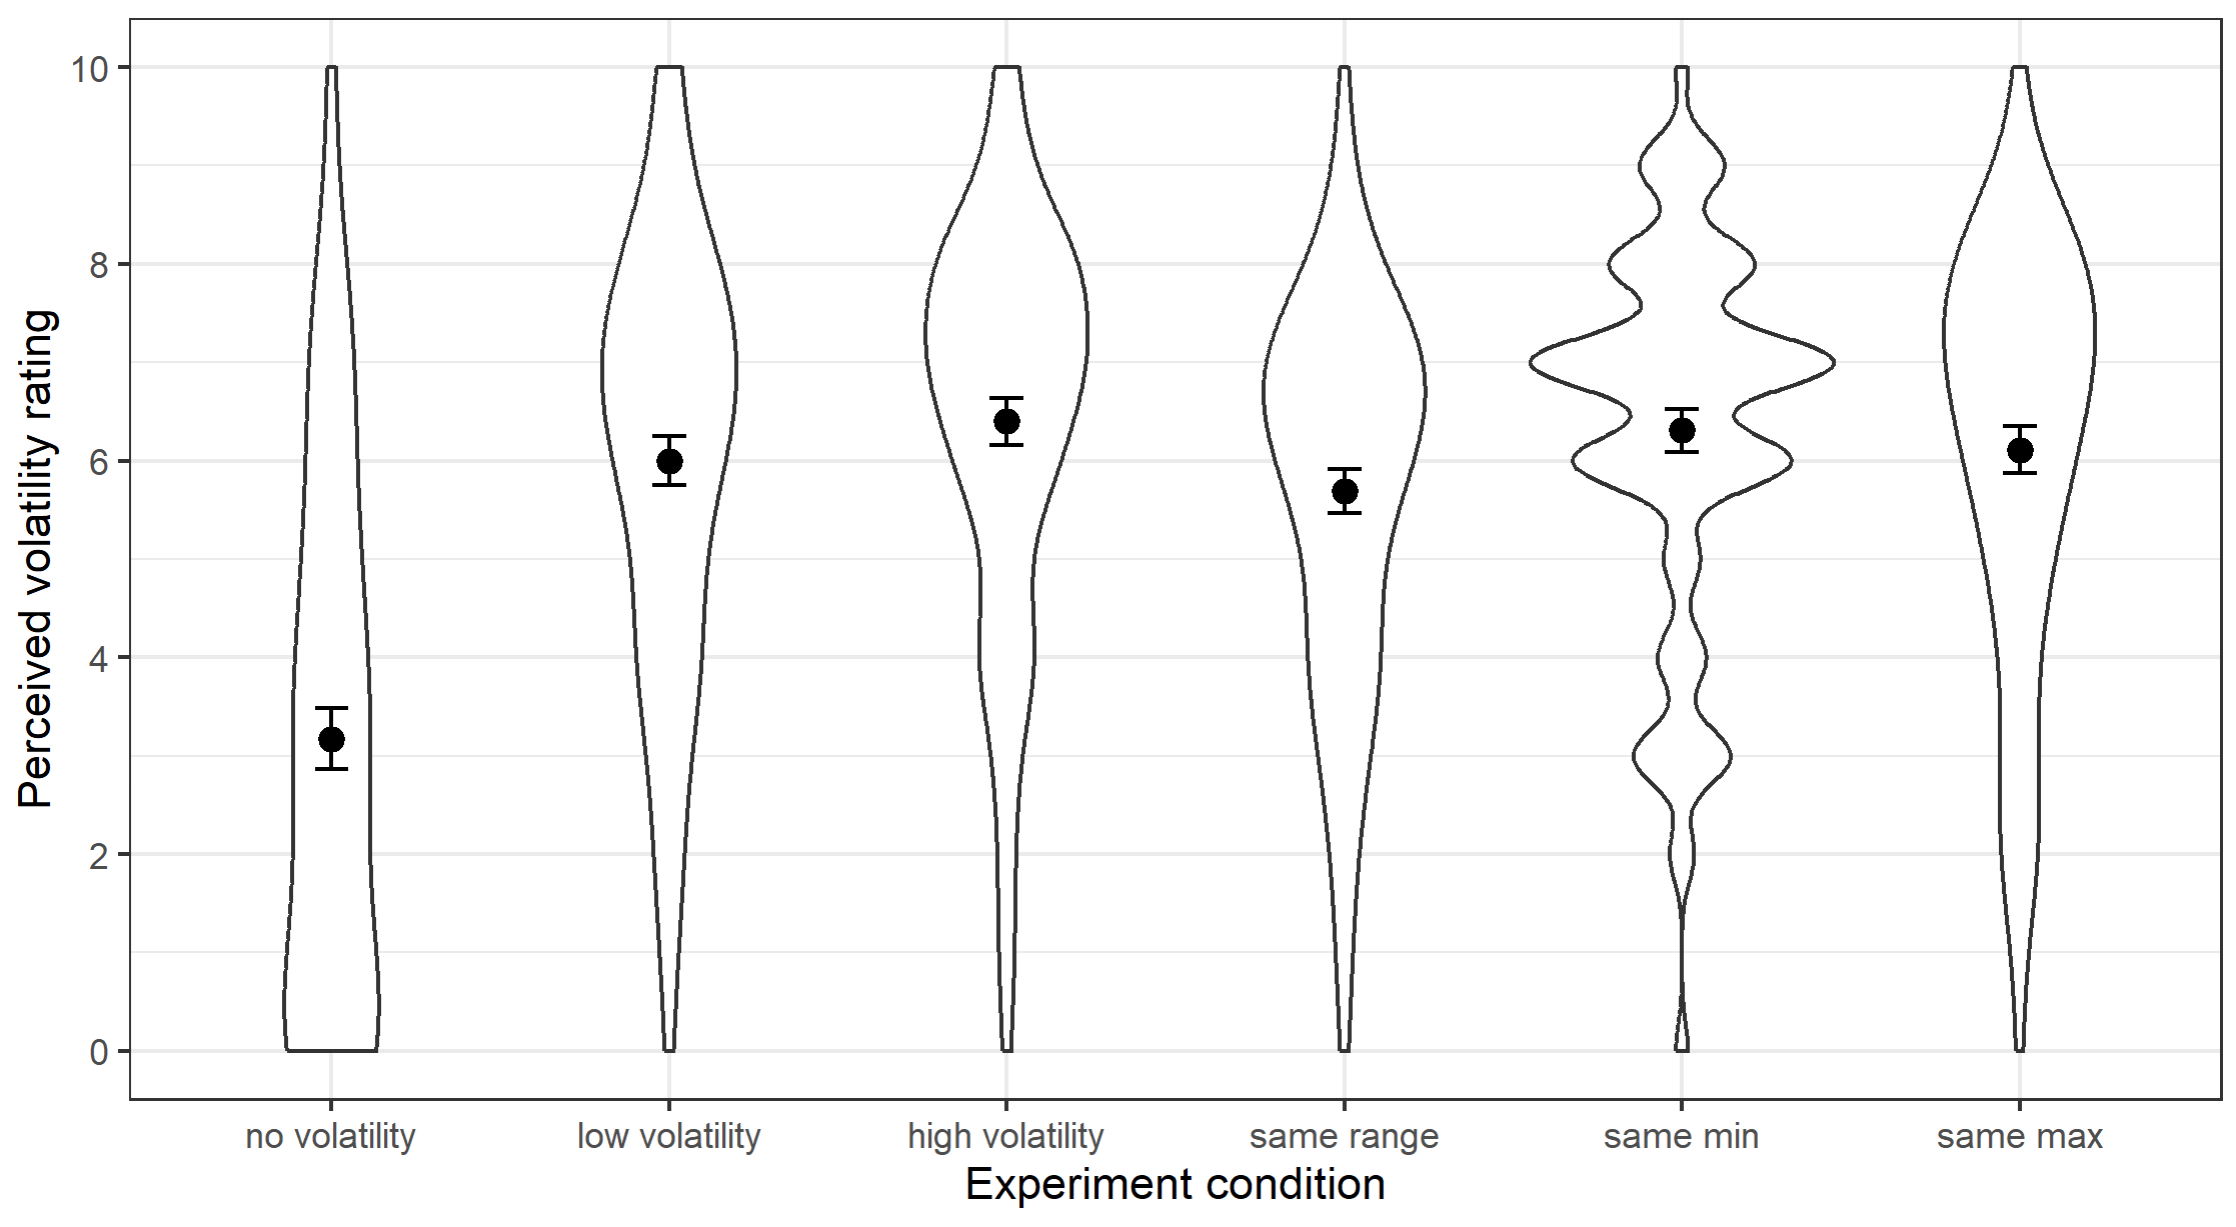 Perceived volatility rating
10
8
6
4
2
0
no volatility low volatility high volatility same range same min same max
Experiment condition